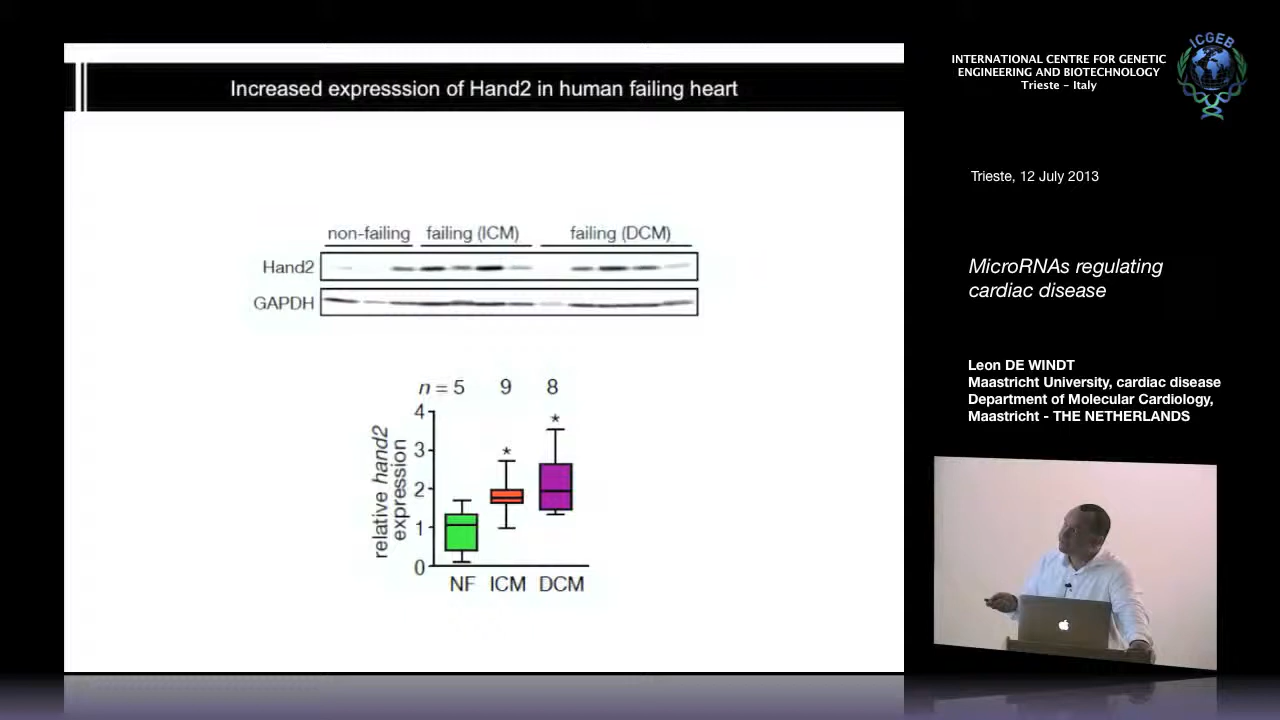 Increased expresssion of Hand2 in human failing heart
non-failing failing (ICM) failing (DCM)
Hand2
GAPDH
n = 5 9 8
relative hand2
expression
4
3
2
1
0
*
*
NF ICM DCM
INTERNATIONAL CENTRE FOR GENETIC
ENGINEERING AND BIOTECHNOLOGY
Trieste – Italy
ICGEB
Trieste, 12 July 2013
MicroRNAs regulating
cardiac disease
Leon DE WINDT
Maastricht University, cardiac disease
Department of Molecular Cardiology,
Maastricht - THE NETHERLANDS